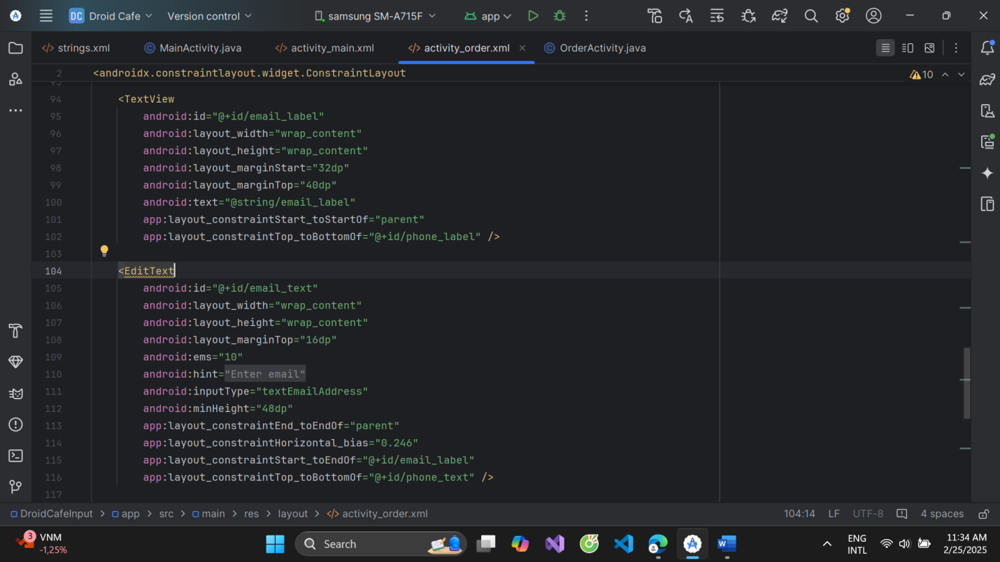 DC Droid Cafe Version control samsung SM-A715F app
strings.xml MainActivity.java activity_main.xml activity_order.xml OrderActivity.java
2 <androidx.constraintlayout.widget.ConstraintLayout 10
93
94 <TextView
95 android:id="@+id/email_label"
96 android:layout_width="wrap_content"
97 android:layout_height="wrap_content"
98 android:layout_marginStart="32dp"
99 android:layout_marginTop="40dp"
100 android:text="@string/email_label"
101 app:layout_constraintStart_toStartOf="parent"
102 app:layout_constraintTop_toBottomOf="@+id/phone_label" />
103
104 <EditText
105 android:id="@+id/email_text"
106 android:layout_width="wrap_content"
107 android:layout_height="wrap_content"
108 android:layout_marginTop="16dp"
109 android:ems="10"
110 android:hint="Enter email"
111 android:inputType="textEmailAddress"
112 android:minHeight="48dp"
113 app:layout_constraintEnd_toEndOf="parent"
114 app:layout_constraintHorizontal_bias="0.246"
115 app:layout_constraintStart_toEndOf="@+id/email_label"
116 app:layout_constraintTop_toBottomOf="@+id/phone_text" />
117
DroidCafeInput > app > src > main > res > layout > activity_order.xml 104:14 LF UTF-8 4 spaces
3 VNM
-1,25%
Search
ENG
INTL
11:34 AM
2/25/2025